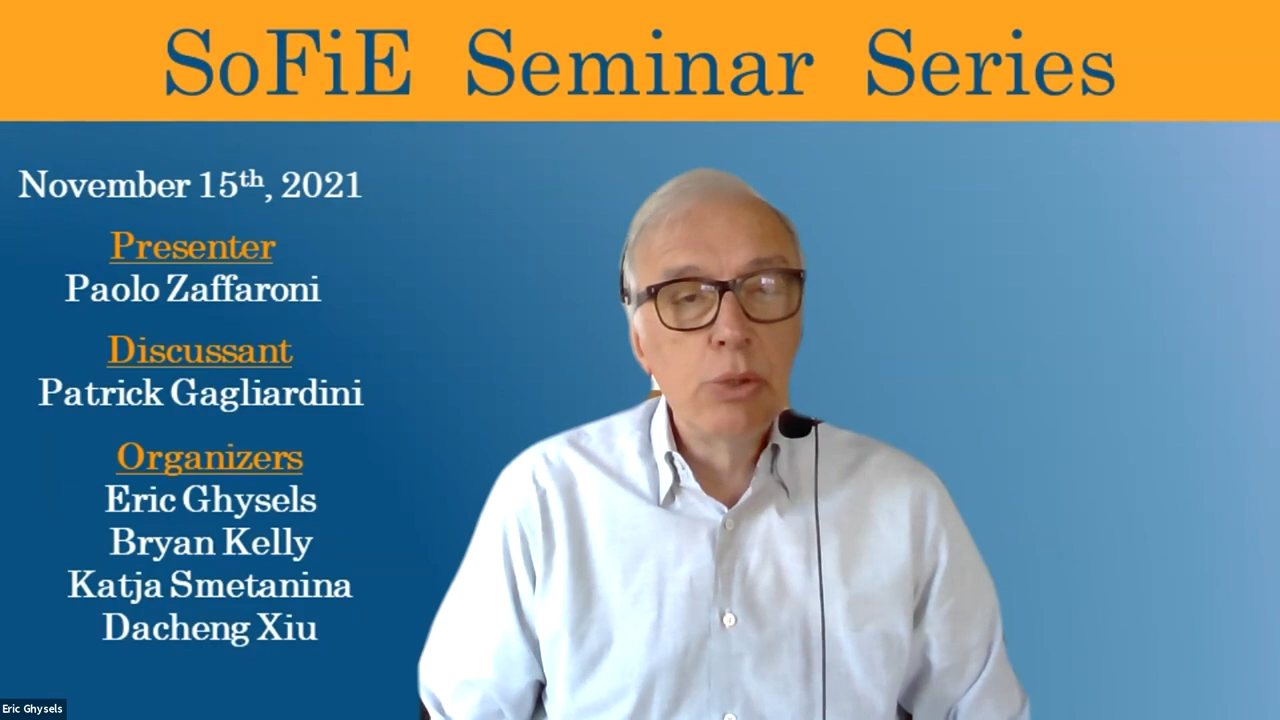 SoFiE Seminar Series
November 15th, 2021
Presenter
Paolo Zaffaroni
Discussant
Patrick Gagliardini
Organizers
Eric Ghysels
Bryan Kelly
Katja Smetanina
Dacheng Xiu
Eric Ghysels